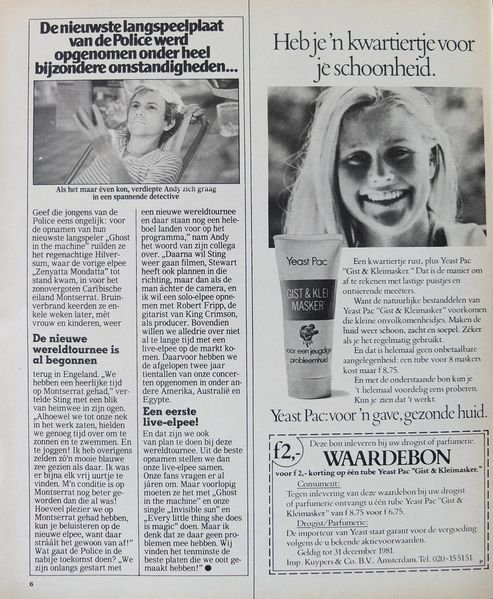 De nieuwste langspeelplaat
van de Police werd
opgenomen onder heel
bijzondere omstandigheden...
Als het maar éven kon, verdiepte Andy zich graag
in een spannende detective
Geef die jongens van de
Police eens ongelijk: voor
de opnamen van hun
nieuwste langspeler „Ghost
in the machine" ruilden ze
het regenachtige Hilver-
sum, waar de vorige elpee
"Zenyatta Mondatta" tot
stand kwam, in voor het
zonovergoten Caribische
eiland Montserrat. Bruin-
verbrand keerden ze en-
kele weken later, mét
vrouw en kinderen, weer
De nieuwe
wereldtournee is
al begonnen
terug in Engeland. „We
hebben een heerlijke tijd
op Montserrat gehad," ver-
telde Sting met een blik
van heimwee in zijn ogen.
„Alhoewel we tot onze nek
in het werk zaten, hielden
we genoeg tijd over om te
zonnen en te zwemmen. En
te joggen! Ik heb overigens
zelden zo'n mooie blauwe
zee gezien als daar. Ik was
er bijna elk vrij uurtje te
vinden. M'n conditie is op
Montserrat nog beter ge-
worden dan die al was!
Hoeveel plezier we op
Montserrat gehad hebben,
kun je beluisteren op de
nieuwe elpee, want daar
stráált het gewoon van af!"
Wat gaat de Police in de
nabije toekomst doen? „We
zijn onlangs gestart met
een nieuwe wereldtournee
en daar staan nog een hele-
boel landen voor op het
programma," nam Andy
het woord van zijn collega
over. „Daarna wil Sting
weer gaan filmen, Stewart
heeft ook plannen in die
richting, maar dan als de
man achter de camera, en
ik wil een solo-elpee opne-
men met Robert Fripp, de
gitarist van King Crimson,
als producer. Bovendien
willen we alledrie over niet
al te lange tijd met een
live-elpee op de markt ko-
men. Daarvoor hebben we
de afgelopen twee jaar
tientallen van onze concer-
ten opgenomen in onder an-
dere Amerika, Australië en
Egypte.
Een eerste
live-elpee!
En dat zijn we ook
van plan te doen bij deze
wereldtournee. Uit de beste
opnamen stellen we dan
onze live-elpee samen.
Onze fans vragen er al
jaren om. Maar voorlopig
moeten ze het met „Ghost
in the machine" en onze
single „Invisible sun" en
„Every little thing she does
is magic" doen. Maar ik
denk dat ze daar geen pro-
blemen mee hebben. Wij
vinden het tenminste de
beste platen die we ooit ge-
maakt hebben!" ●
6
Heb je 'n kwartiertje voor
je schoonheid.
Yeast Pac
GIST & KLEI
MASKER
voor een jeugdige
probleemhuid
Een kwartiertje rust, plus Yeast Pac
"Gist & Kleimasker." Dat is de manier om
af te rekenen met lastige puistjes en
ontsierende meeëters.
Want de natuurlijke bestanddelen van
Yeast Pac "Gist & Kleimasker" voorkomen
die kleine onvolkomenheidjes. Maken de
huid weer schoon, zacht en soepel. Zéker
als je het regelmatig gebruikt.
En dat is helemaal geen onbetaalbare
aangelegenheid: een tube voor 8 maskers
kost maar f 8,75.
En met de onderstaande bon kun je
't helemaal voordelig eens proberen.
Kun je zien dat 't werkt.
Yeast Pac: voor 'n gave, gezonde huid.
f2,-
Deze bon inleveren bij uw drogist of parfumerie.
WAARDEBON
voor f 2,- korting op één tube Yeast Pac "Gist & Kleimasker."
Consument:
Tegen inlevering van deze waardebon bij uw drogist
of parfumerie ontvangt u één tube Yeast Pac "Gist &
Kleimasker" van f 8,75 voor f 6,75.
Drogist/Parfumerie:
De importeur van Yeast staat garant voor de vergoeding
volgens de u bekende aktievoorwaarden.
Geldig tot 31 december 1981.
Imp. Kuypers & Co. B.V., Amsterdam. Tel. 020-155151.